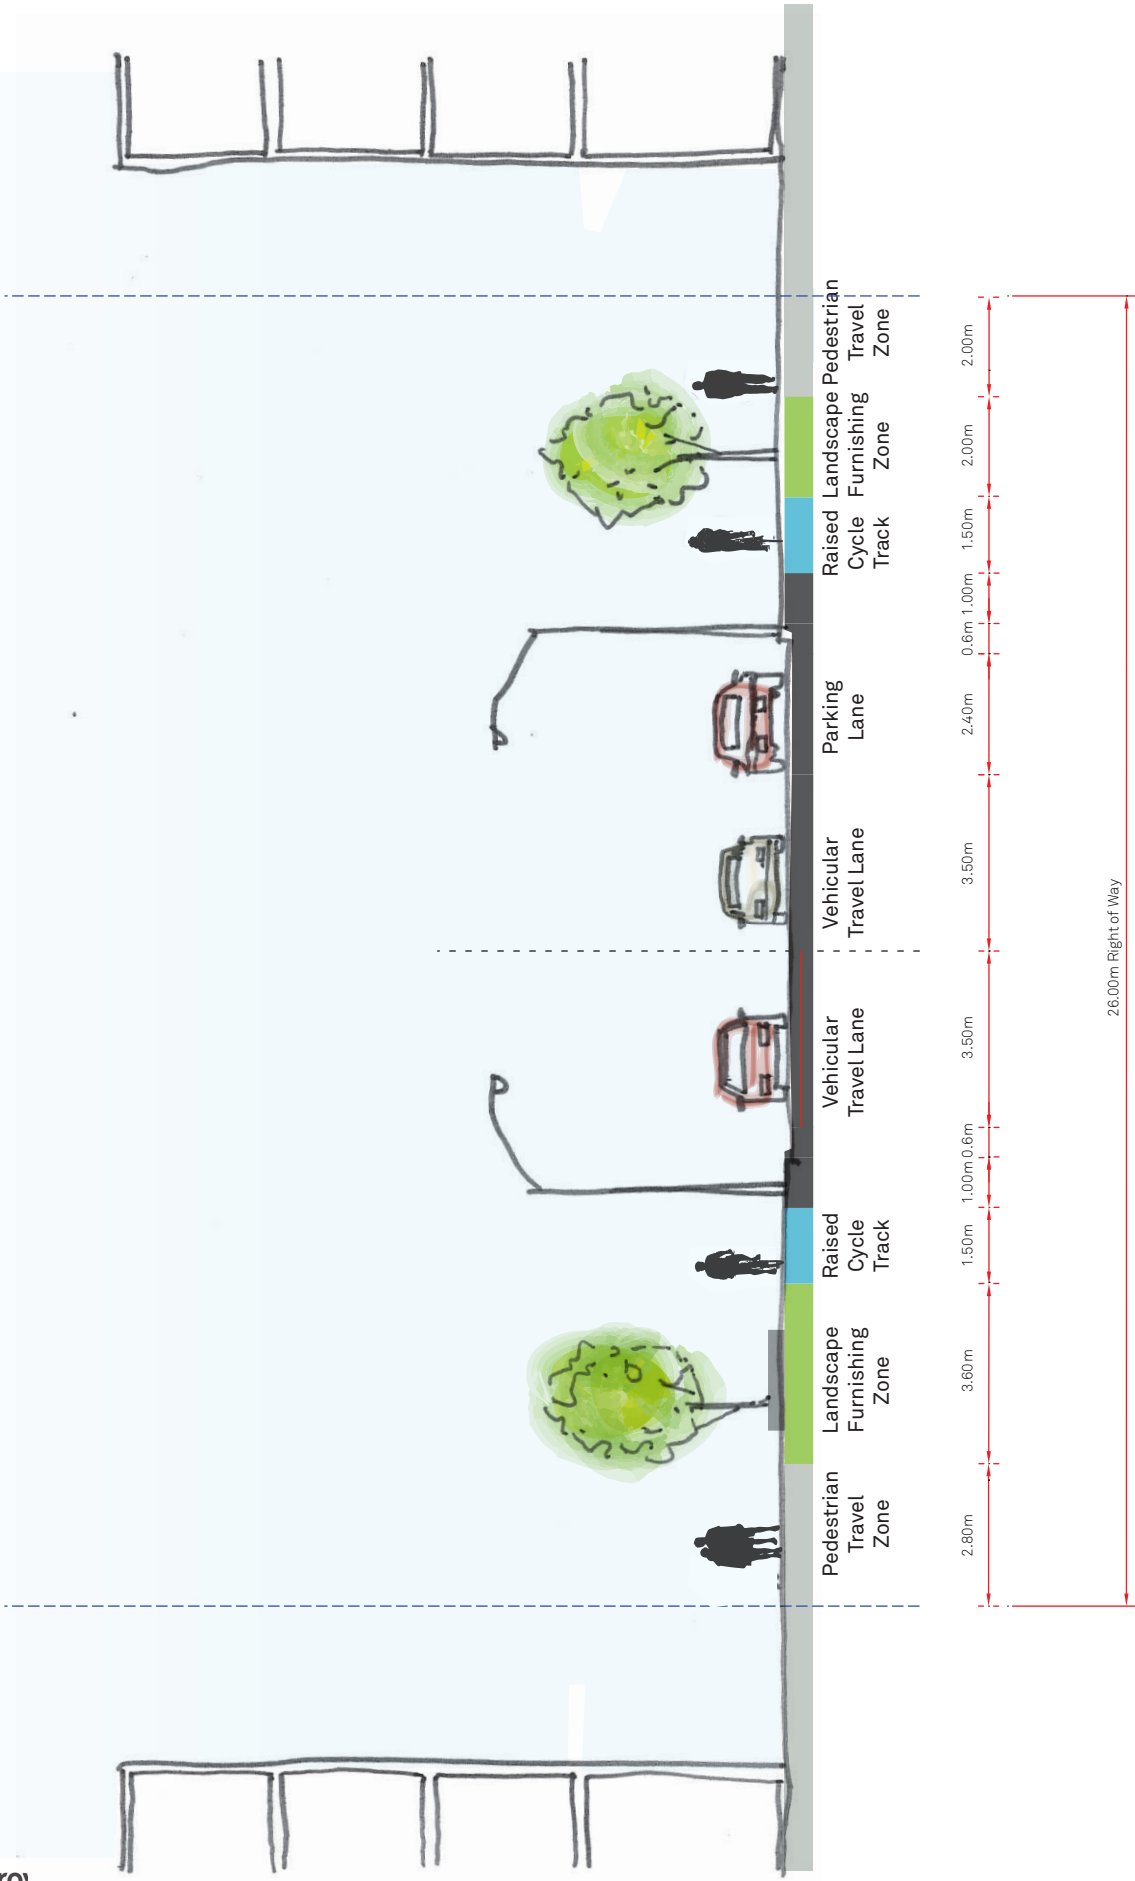 Pedestrian
Travel
Zone
Landscape
Furnishing
Zone
Raised
Cycle
Track
Vehicular
Travel Lane
Vehicular
Travel Lane
Parking
Lane
Raised
Cycle
Track
Landscape
Furnishing
Zone
Pedestrian
Travel
Zone
2.80m
3.60m
1.50m
1.00m
0.6m
3.50m
3.50m
2.40m
0.6m
1.00m
1.50m
2.00m
2.00m
26.00m Right of Way